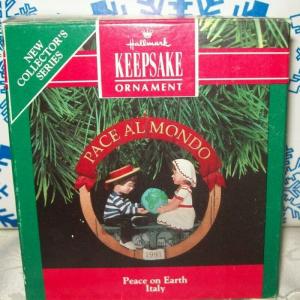 NEW
COLLECTOR'S
SERIES
Hallmark
KEEPSAKE
ORNAMENT
PACE AL MONDO
1991
Peace on Earth
Italy